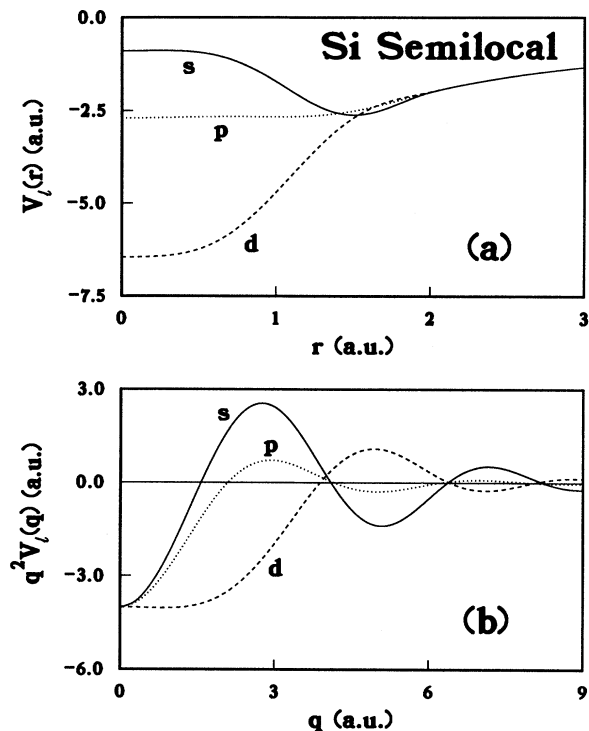 0.0
Si Semilocal
s
−2.5
p
V_l(r) (a.u.)
−5.0
d
(a)
−7.5
0 1 2 3
r (a.u.)
3.0
s
p
0.0
q²V_l(q) (a.u.)
−3.0
d
(b)
−6.0
0 3 6 9
q (a.u.)